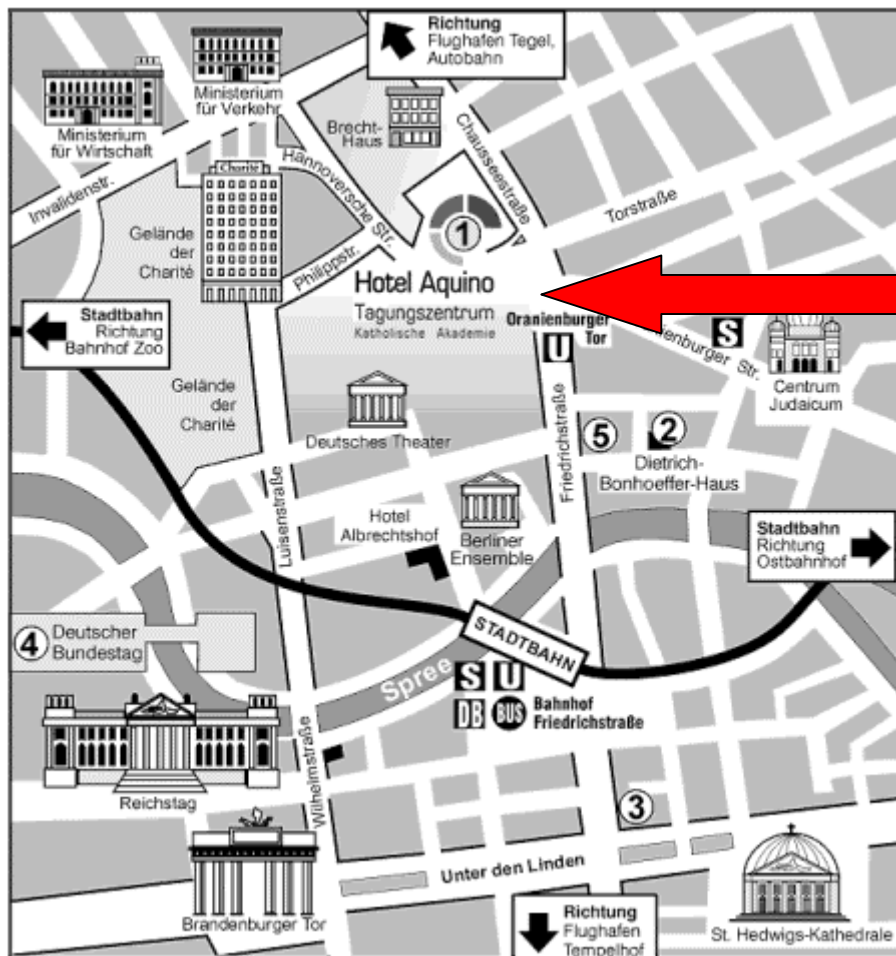 Richtung
Flughafen Tegel,
Autobahn
Ministerium
für Verkehr
Ministerium
für Wirtschaft
Brecht-
Haus
Chausseestraße
Invalidenstr.
Charité
Hannoversche Str.
Torstraße
Gelände
der
Charité
Philippstr.
1
Hotel Aquino
Tagungszentrum
Katholische Akademie
Oranienburger
Tor
U
S
ienburger Str.
Centrum
Judaicum
Stadtbahn
Richtung
Bahnhof Zoo
Gelände
der
Charité
Deutsches Theater
Friedrichstraße
5
2
Dietrich-
Bonhoeffer-Haus
Luisenstraße
Hotel
Albrechtshof
Berliner
Ensemble
Stadtbahn
Richtung
Ostbahnhof
4
Deutscher
Bundestag
STADTBAHN
Spree
S U
DB BUS
Bahnhof
Friedrichstraße
Reichstag
Wilhelmstraße
3
Unter den Linden
Brandenburger Tor
Richtung
Flughafen
Tempelhof
St. Hedwigs-Kathedrale